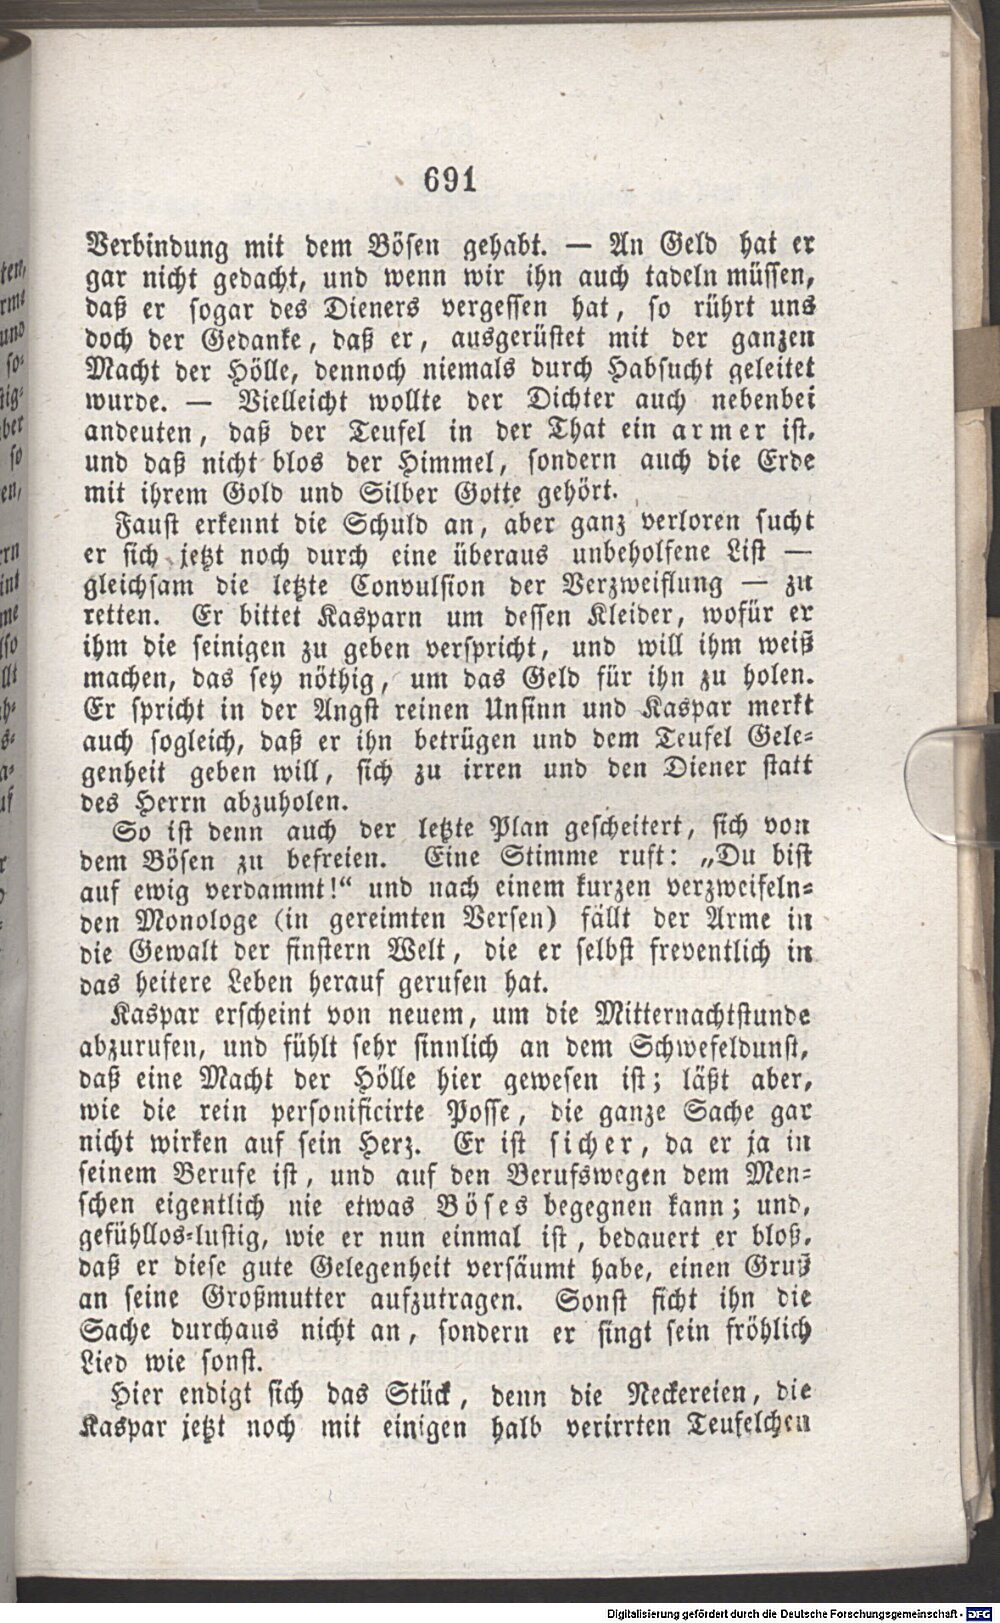 691
Verbindung mit dem Bösen gehabt. — An Geld hat er
gar nicht gedacht, und wenn wir ihn auch tadeln müssen,
daß er sogar des Dieners vergessen hat, so rührt uns
doch der Gedanke, daß er, ausgerüstet mit der ganzen
Macht der Hölle, dennoch niemals durch Habsucht geleitet
wurde. — Vielleicht wollte der Dichter auch nebenbei
andeuten, daß der Teufel in der That ein armer ist,
und daß nicht blos der Himmel, sondern auch die Erde
mit ihrem Gold und Silber Gotte gehört.
Faust erkennt die Schuld an, aber ganz verloren sucht
er sich jetzt noch durch eine überaus unbeholfene List —
gleichsam die letzte Convulsion der Verzweiflung — zu
retten. Er bittet Kasparn um dessen Kleider, wofür er
ihm die seinigen zu geben verspricht, und will ihm weiß
machen, das sey nöthig, um das Geld für ihn zu holen.
Er spricht in der Angst reinen Unsinn und Kaspar merkt
auch sogleich, daß er ihn betrügen und dem Teufel Gele-
genheit geben will, sich zu irren und den Diener statt
des Herrn abzuholen.
So ist denn auch der letzte Plan gescheitert, sich von
dem Bösen zu befreien. Eine Stimme ruft: „Du bist
auf ewig verdammt!“ und nach einem kurzen verzweifeln-
den Monologe (in gereimten Versen) fällt der Arme in
die Gewalt der finstern Welt, die er selbst freventlich in
das heitere Leben herauf gerufen hat.
Kaspar erscheint von neuem, um die Mitternachtstunde
abzurufen, und fühlt sehr sinnlich an dem Schwefeldunst,
daß eine Macht der Hölle hier gewesen ist; läßt aber,
wie die rein personificirte Posse, die ganze Sache gar
nicht wirken auf sein Herz. Er ist sicher, da er ja in
seinem Berufe ist, und auf den Berufswegen dem Men-
schen eigentlich nie etwas Böses begegnen kann; und,
gefühllos-lustig, wie er nun einmal ist, bedauert er bloß,
daß er diese gute Gelegenheit versäumt habe, einen Gruß
an seine Großmutter aufzutragen. Sonst ficht ihn die
Sache durchaus nicht an, sondern er singt sein fröhlich
Lied wie sonst.
Hier endigt sich das Stück, denn die Neckereien, die
Kaspar jetzt noch mit einigen halb verirrten Teufelchen
Digitalisierung gefördert durch die Deutsche Forschungsgemeinschaft - DFG